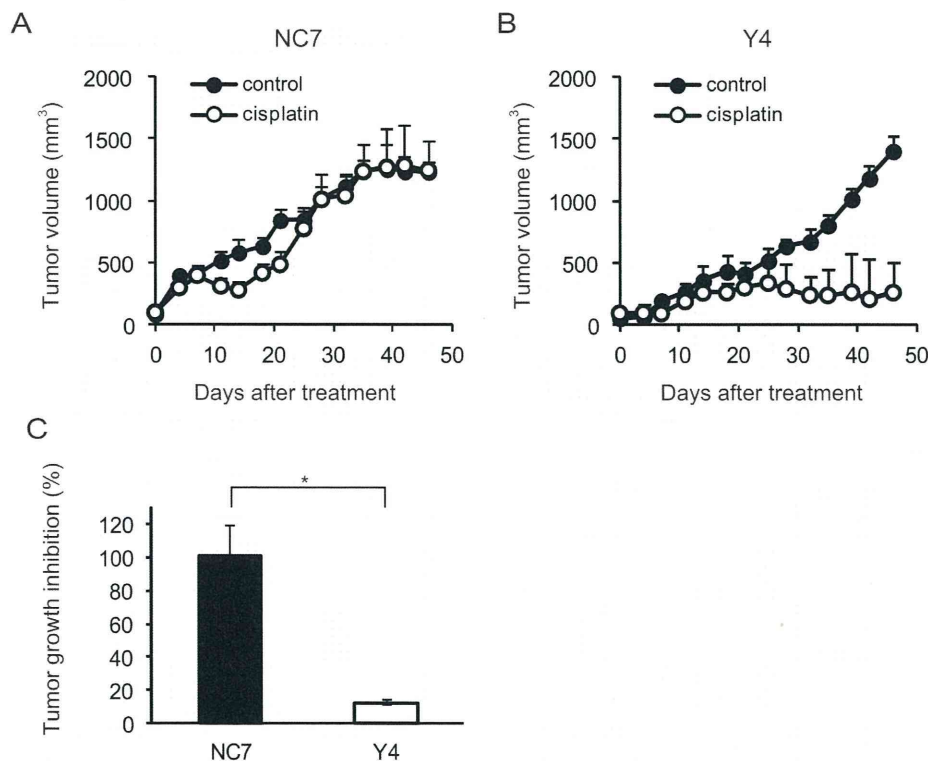 A
NC7
control
cisplatin
Tumor volume (mm³)
2000
1500
1000
500
0
0 10 20 30 40 50
Days after treatment
B
Y4
control
cisplatin
Tumor volume (mm³)
2000
1500
1000
500
0
0 10 20 30 40 50
Days after treatment
C
Tumor growth inhibition (%)
*
120
100
80
60
40
20
0
NC7 Y4